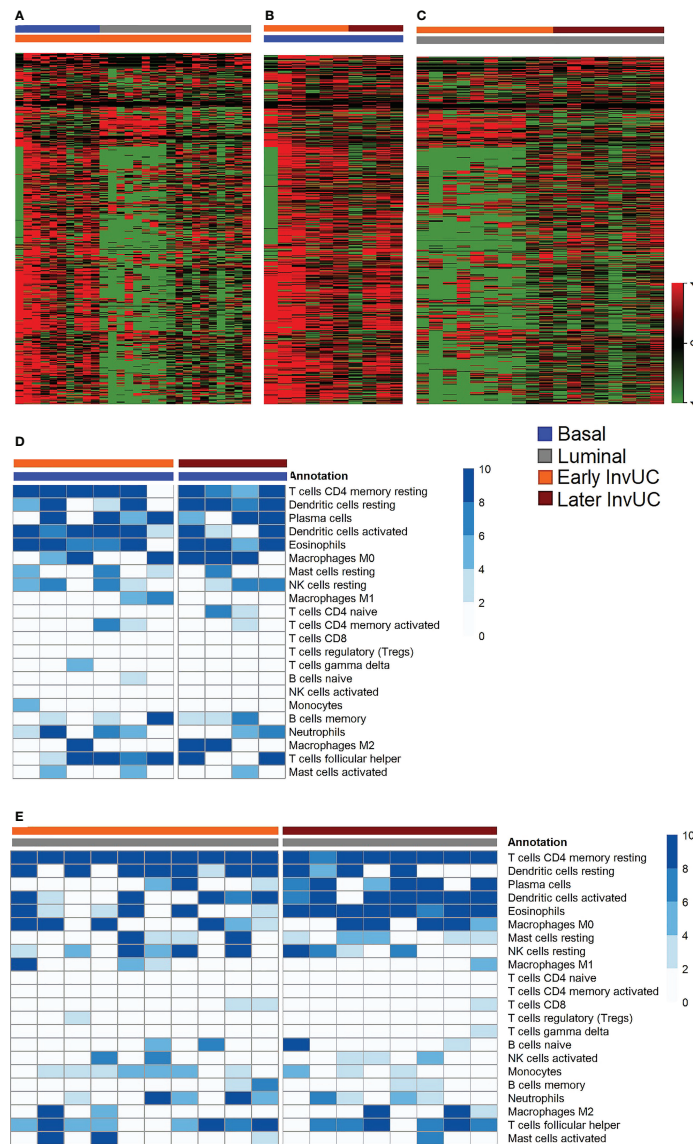 A
B
C
0
Basal
Luminal
Early InvUC
Later InvUC
D
Annotation
T cells CD4 memory resting
Dendritic cells resting
Plasma cells
Dendritic cells activated
Eosinophils
Macrophages M0
Mast cells resting
NK cells resting
Macrophages M1
T cells CD4 naive
T cells CD4 memory activated
T cells CD8
T cells regulatory (Tregs)
T cells gamma delta
B cells naive
NK cells activated
Monocytes
B cells memory
Neutrophils
Macrophages M2
T cells follicular helper
Mast cells activated
10
8
6
4
2
0
E
Annotation
T cells CD4 memory resting
Dendritic cells resting
Plasma cells
Dendritic cells activated
Eosinophils
Macrophages M0
Mast cells resting
NK cells resting
Macrophages M1
T cells CD4 naive
T cells CD4 memory activated
T cells CD8
T cells regulatory (Tregs)
T cells gamma delta
B cells naive
NK cells activated
Monocytes
B cells memory
Neutrophils
Macrophages M2
T cells follicular helper
Mast cells activated
10
8
6
4
2
0